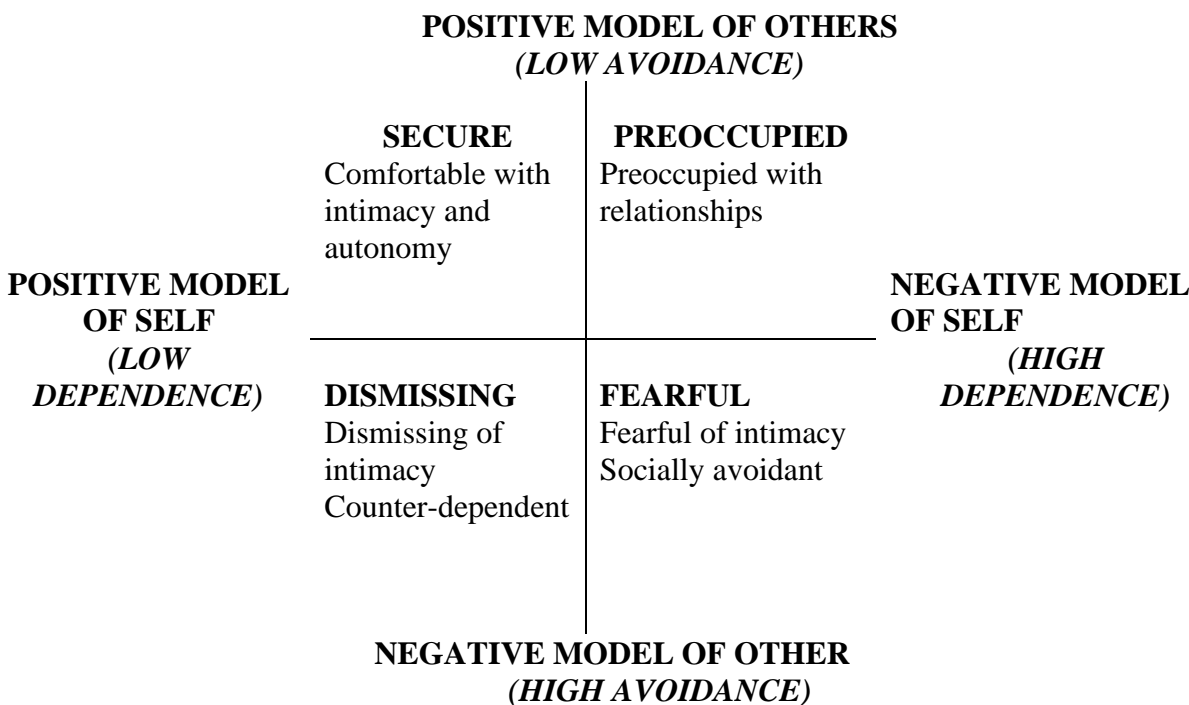 POSITIVE MODEL OF OTHERS
(LOW AVOIDANCE)
SECURE
Comfortable with
intimacy and
autonomy
PREOCCUPIED
Preoccupied with
relationships
POSITIVE MODEL
OF SELF
(LOW
DEPENDENCE)
NEGATIVE MODEL
OF SELF
(HIGH
DEPENDENCE)
DISMISSING
Dismissing of
intimacy
Counter-dependent
FEARFUL
Fearful of intimacy
Socially avoidant
NEGATIVE MODEL OF OTHER
(HIGH AVOIDANCE)